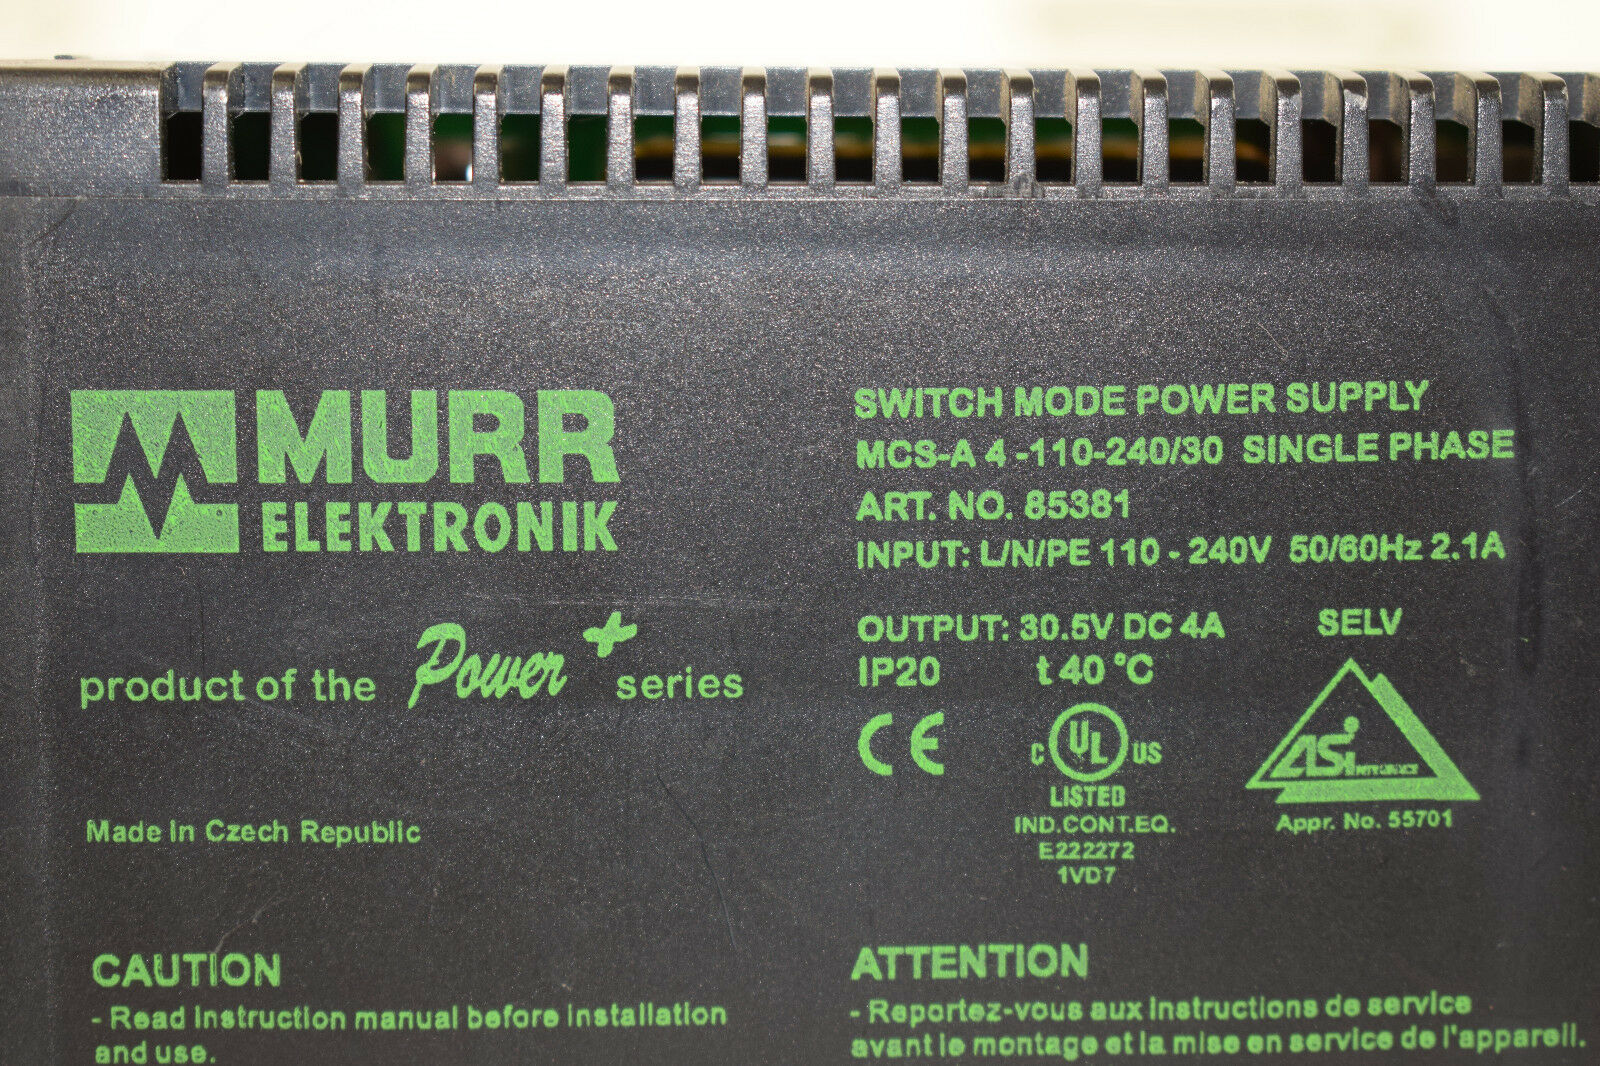 MURR
ELEKTRONIK
product of the Power+ series
Made in Czech Republic
SWITCH MODE POWER SUPPLY
MCS-A 4 -110-240/30 SINGLE PHASE
ART. NO. 85381
INPUT: L/N/PE 110 - 240V 50/60Hz 2.1A
OUTPUT: 30.5V DC 4A SELV
IP20 t 40 °C
CE
C UL US
LISTED
IND.CONT.EQ.
E222272
1VD7
ASi
INTERFACE
Appr. No. 55701
CAUTION
- Read instruction manual before installation
and use.
ATTENTION
- Reportez-vous aux instructions de service
avant le montage et la mise en service de l'appareil.